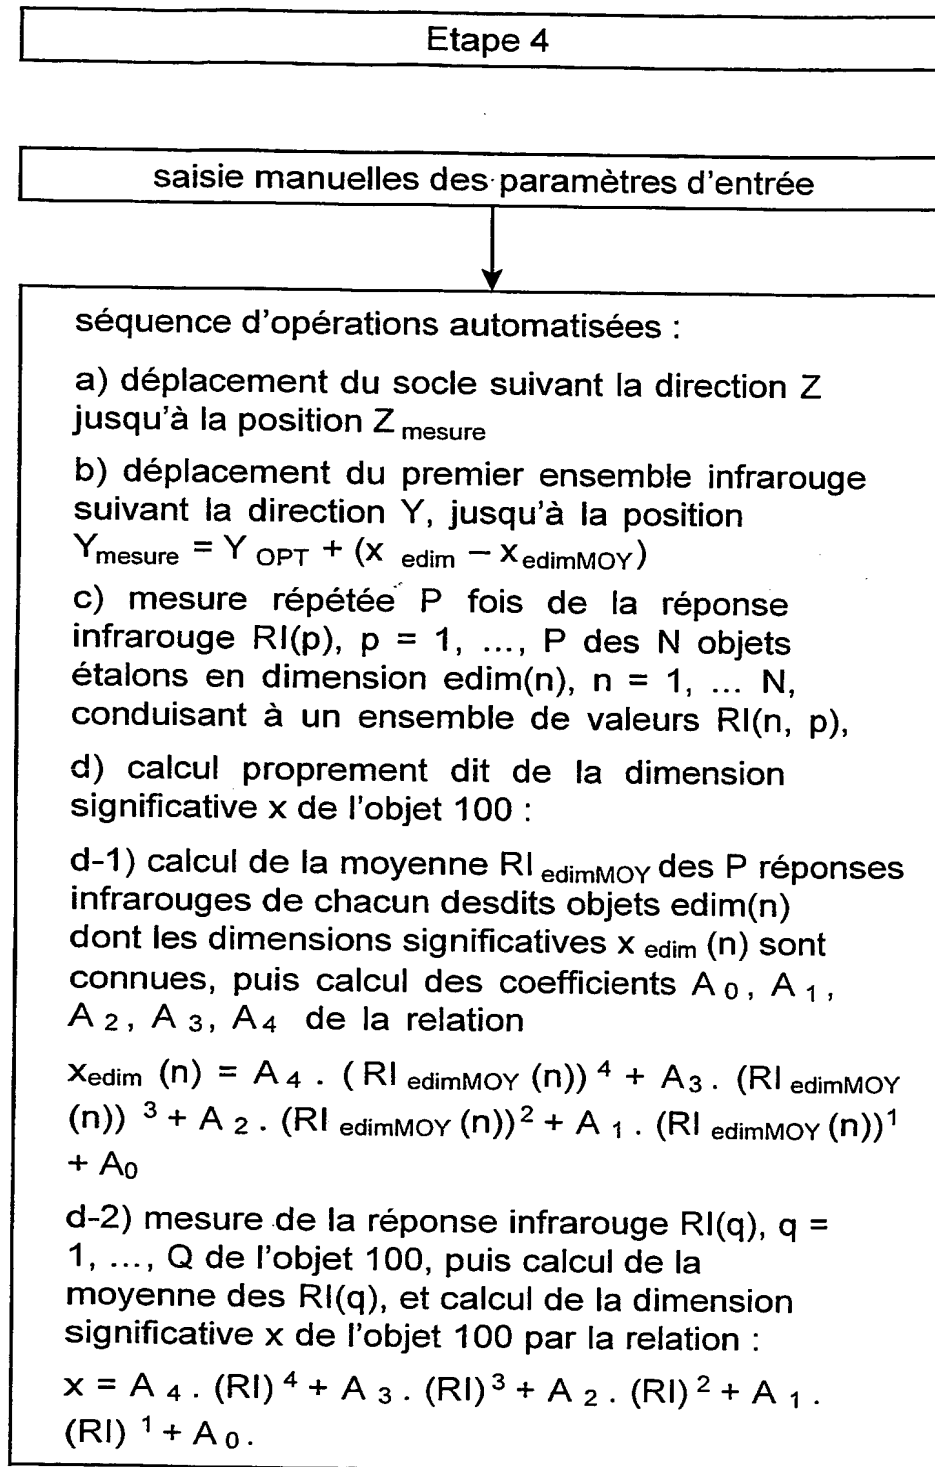 Etape 4
saisie manuelles des paramètres d'entrée
séquence d'opérations automatisées :
a) déplacement du socle suivant la direction Z
jusqu'à la position Z mesure
b) déplacement du premier ensemble infrarouge
suivant la direction Y, jusqu'à la position
Ymesure = Y OPT + (x edim – xedimMOY)
c) mesure répétée P fois de la réponse
infrarouge RI(p), p = 1, ..., P des N objets
étalons en dimension edim(n), n = 1, ... N,
conduisant à un ensemble de valeurs RI(n, p),
d) calcul proprement dit de la dimension
significative x de l'objet 100 :
d-1) calcul de la moyenne RI edimMOY des P réponses
infrarouges de chacun desdits objets edim(n)
dont les dimensions significatives x edim (n) sont
connues, puis calcul des coefficients A 0, A 1,
A 2, A 3, A4 de la relation
xedim (n) = A 4 . ( RI edimMOY (n)) 4 + A3 . (RI edimMOY
(n)) 3 + A 2 . (RI edimMOY (n))2 + A 1 . (RI edimMOY (n))1
+ A0
d-2) mesure de la réponse infrarouge RI(q), q =
1, ..., Q de l'objet 100, puis calcul de la
moyenne des RI(q), et calcul de la dimension
significative x de l'objet 100 par la relation :
x = A 4 . (RI) 4 + A 3 . (RI) 3 + A 2 . (RI) 2 + A 1 .
(RI) 1 + A 0 .